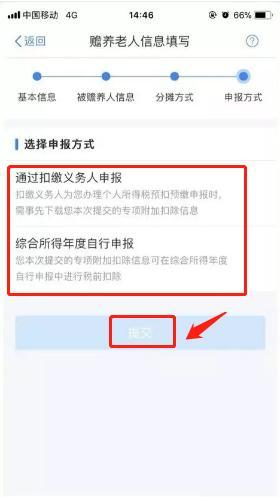 中国移动 4G 14:46 66%
返回 赡养老人信息填写
基本信息 被赡养人信息 分摊方式 申报方式
选择申报方式
通过扣缴义务人申报
扣缴义务人为您办理个人所得税预扣预缴申报时,
需事先下载您本次提交的专项附加扣除信息
综合所得年度自行申报
您本次提交的专项附加扣除信息可在综合所得年度
自行申报中进行税前扣除
提交